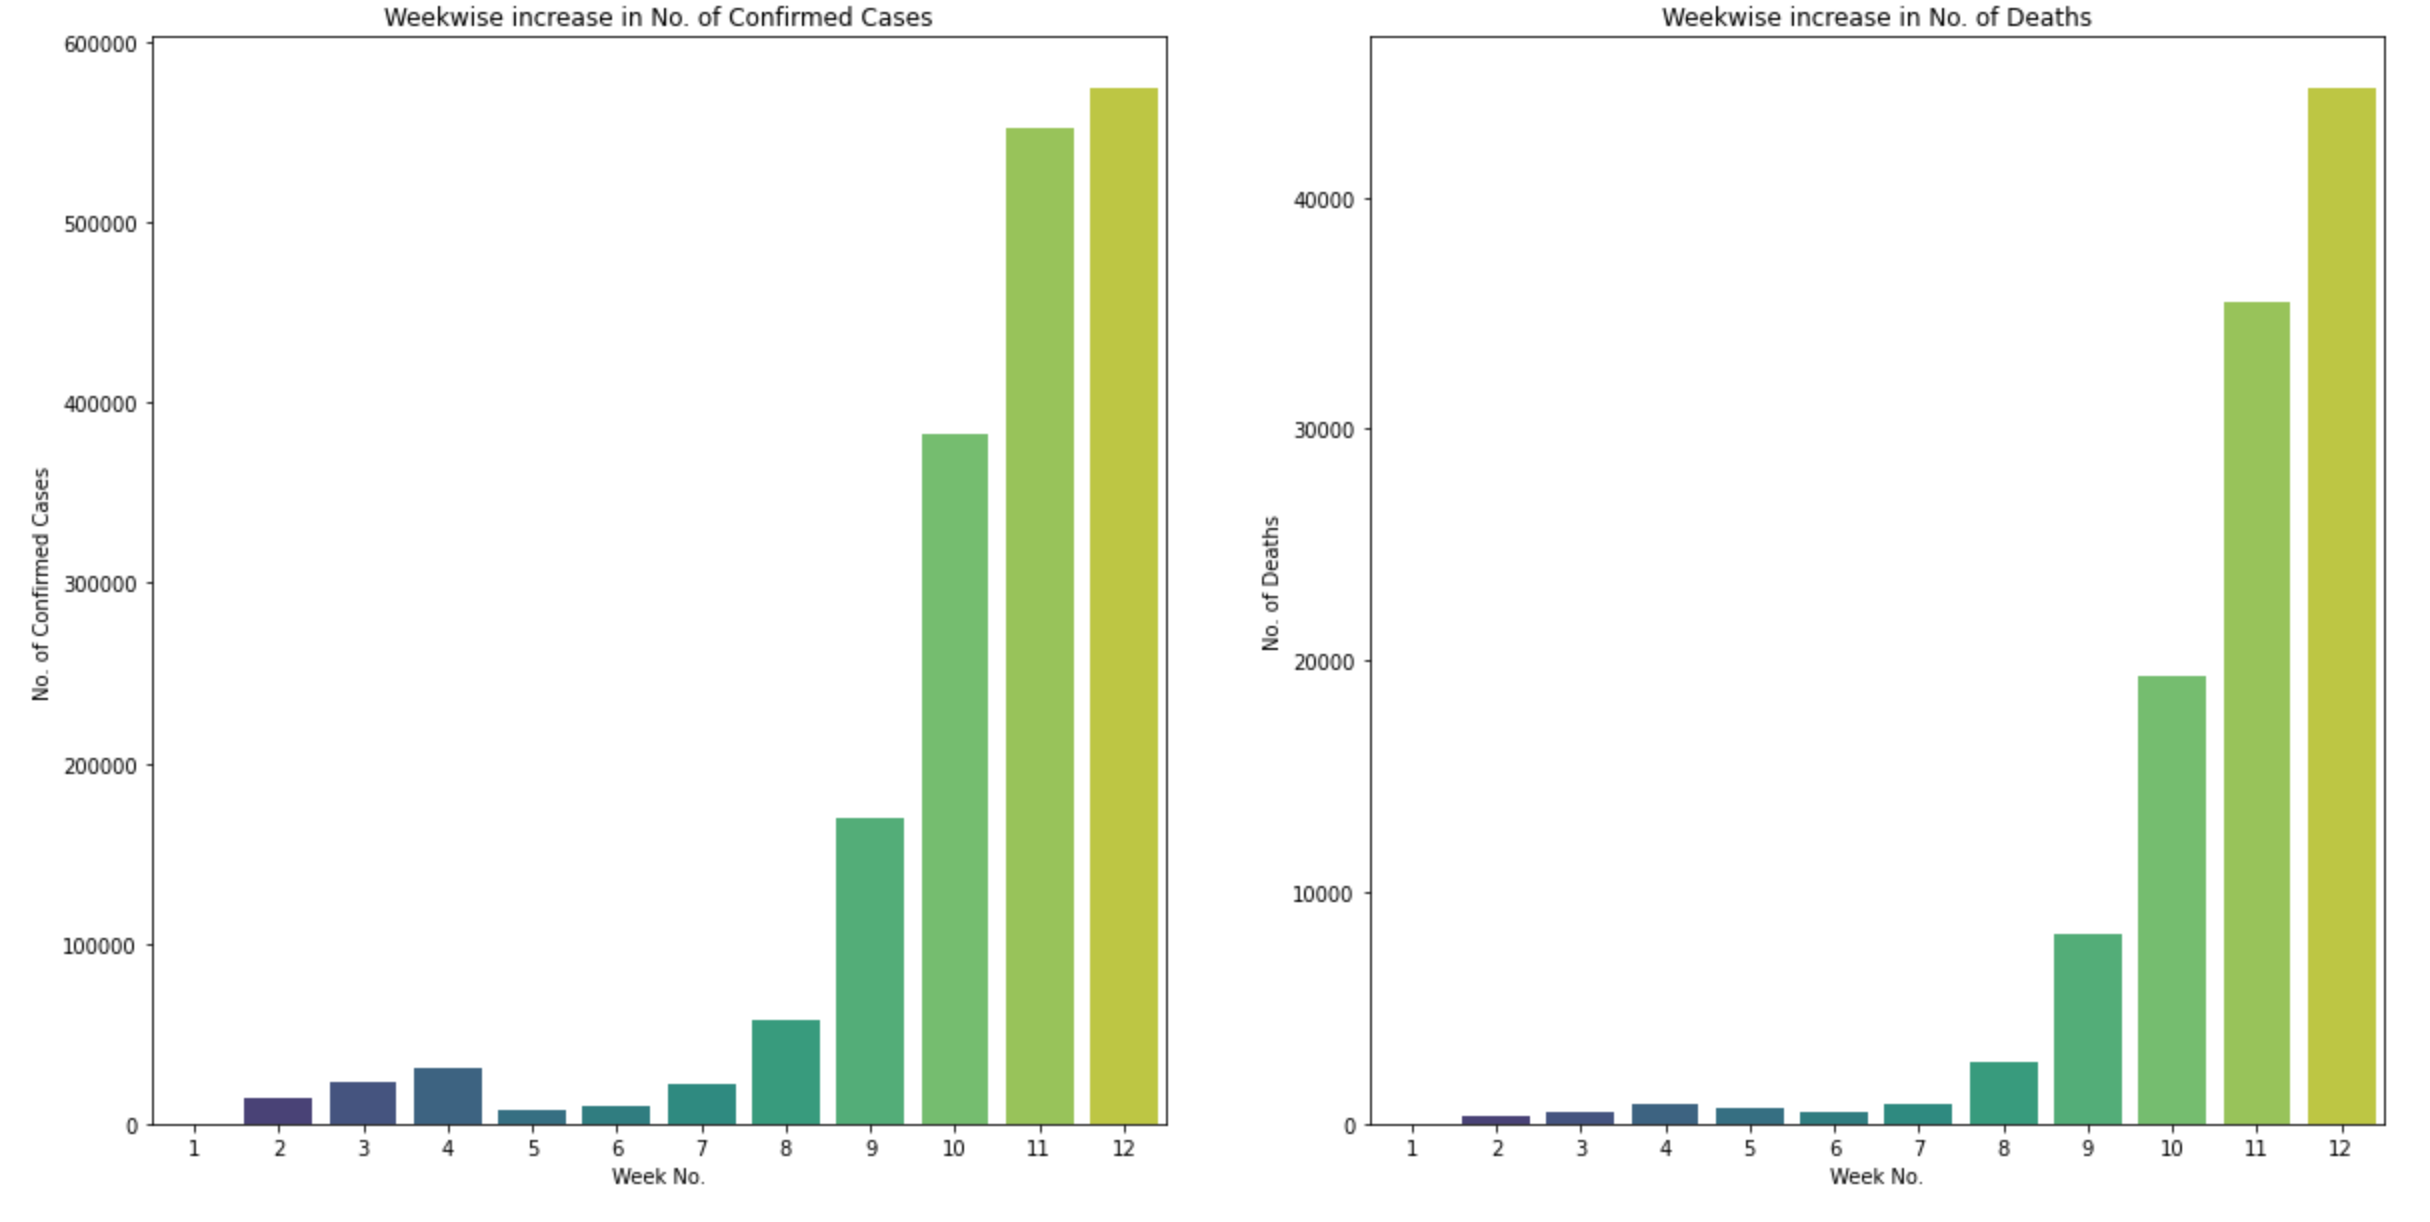 Weekwise increase in No. of Confirmed Cases
600000
500000
400000
300000
200000
100000
0
No. of Confirmed Cases
1 2 3 4 5 6 7 8 9 10 11 12
Week No.
Weekwise increase in No. of Deaths
40000
30000
20000
10000
0
No. of Deaths
1 2 3 4 5 6 7 8 9 10 11 12
Week No.